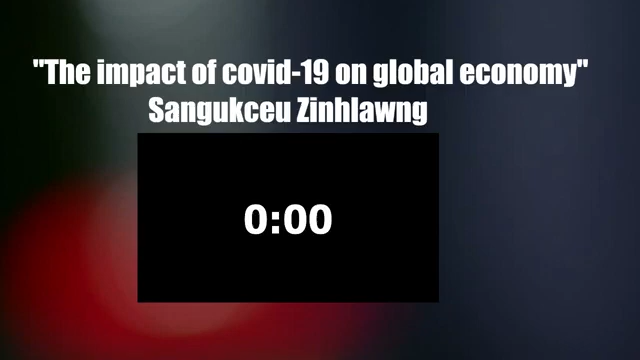 "The impact of covid-19 on global economy"
Sangukceu Zinhlawng
0:00